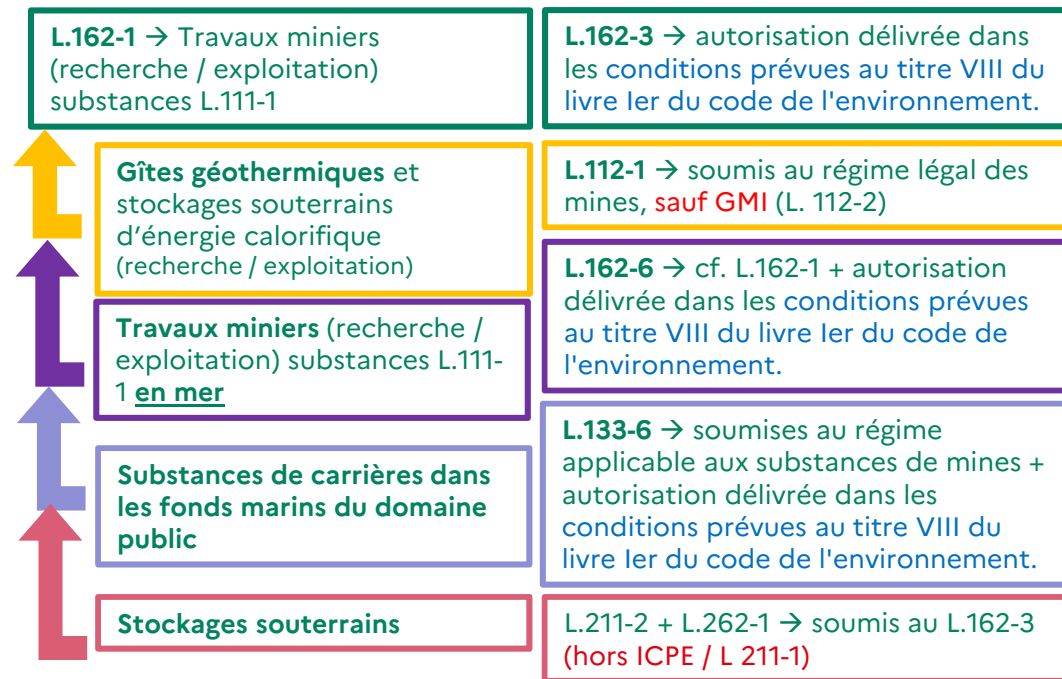 L.162-1 → Travaux miniers
(recherche / exploitation)
substances L.111-1
L.162-3 → autorisation délivrée dans
les conditions prévues au titre VIII du
livre Ier du code de l'environnement.
Gîtes géothermiques et
stockages souterrains
d’énergie calorifique
(recherche / exploitation)
L.112-1 → soumis au régime légal des
mines, sauf GMI (L. 112-2)
Travaux miniers (recherche /
exploitation) substances L.111-
1 en mer
L.162-6 → cf. L.162-1 + autorisation
délivrée dans les conditions prévues
au titre VIII du livre Ier du code de
l'environnement.
Substances de carrières dans
les fonds marins du domaine
public
L.133-6 → soumises au régime
applicable aux substances de mines +
autorisation délivrée dans les
conditions prévues au titre VIII du
livre Ier du code de l'environnement.
Stockages souterrains
L.211-2 + L.262-1 → soumis au L.162-3
(hors ICPE / L 211-1)